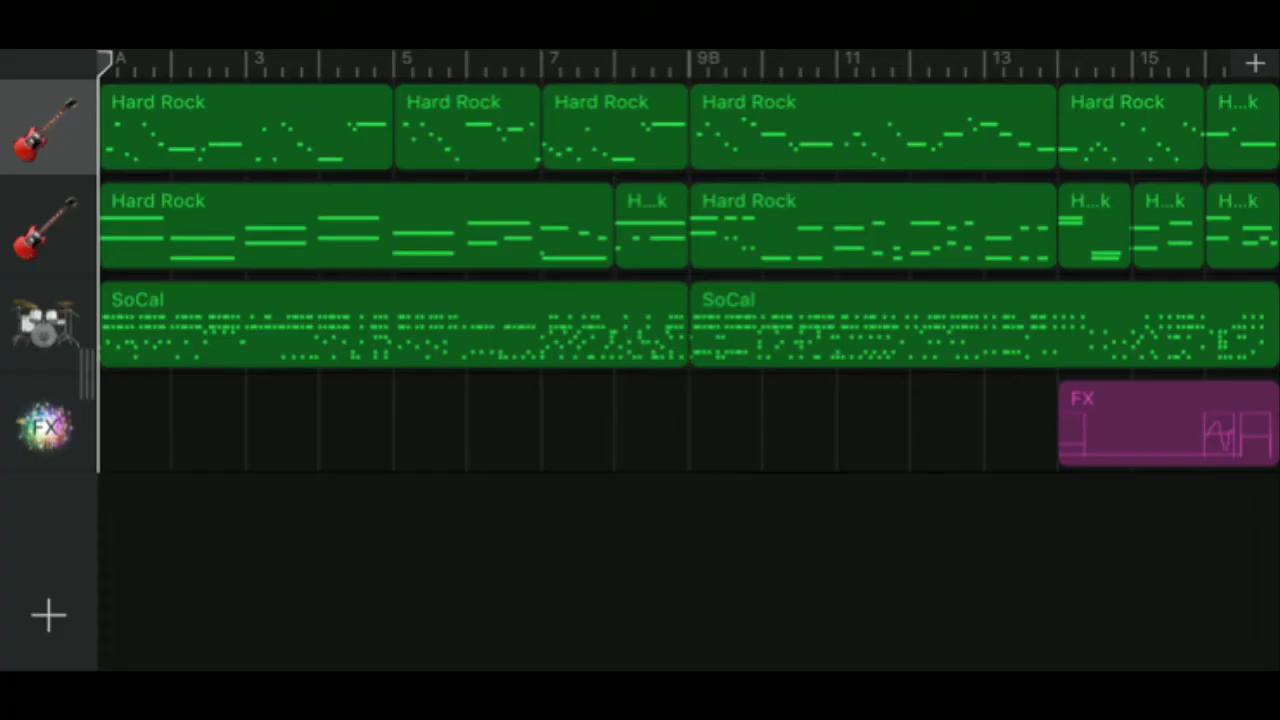 A 3 5 7 9B 11 13 15
Hard Rock Hard Rock Hard Rock Hard Rock Hard Rock H...k
Hard Rock H...k Hard Rock H...k H...k H...k
SoCal SoCal
FX FX